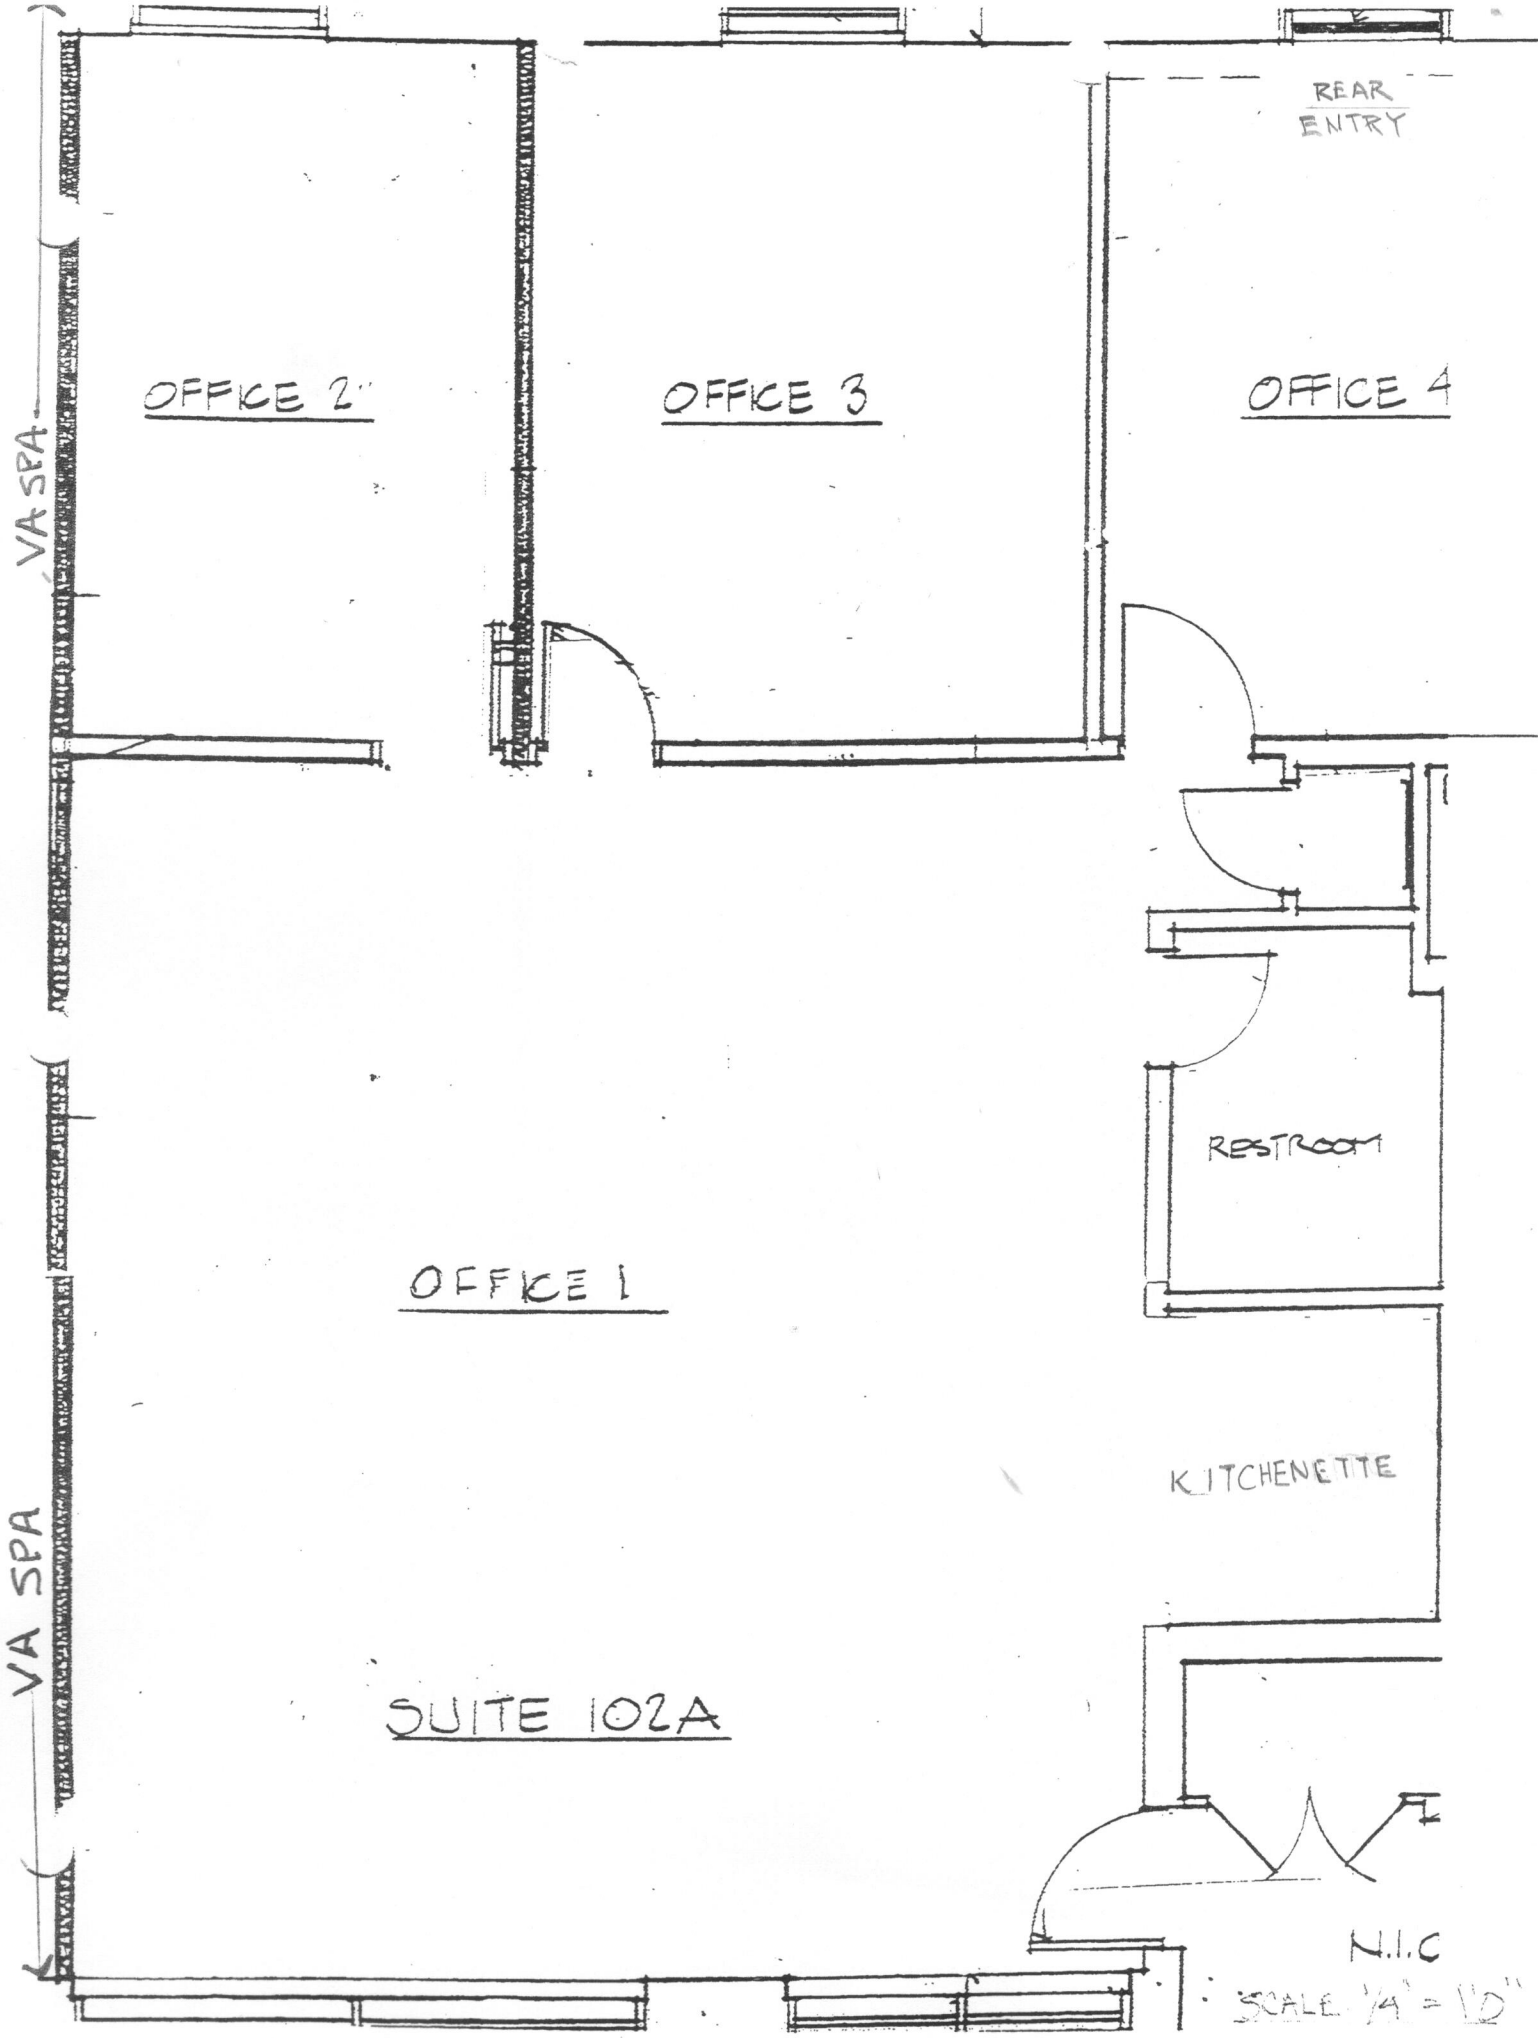 REAR
ENTRY
OFFICE 2
OFFICE 3
OFFICE 4
VA SPA
RESTROOM
OFFICE 1
KITCHENETTE
VA SPA
SUITE 102A
N.I.C
SCALE 1/4" = 1'0"